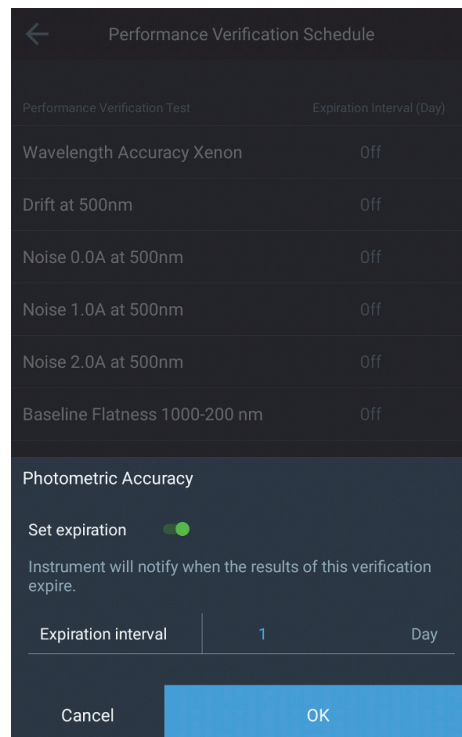 Performance Verification Schedule
Performance Verification Test Expiration Interval (Day)
Wavelength Accuracy Xenon Off
Drift at 500nm Off
Noise 0.0A at 500nm Off
Noise 1.0A at 500nm Off
Noise 2.0A at 500nm Off
Baseline Flatness 1000-200 nm Off
Photometric Accuracy
Set expiration
Instrument will notify when the results of this verification
expire.
Expiration interval 1 Day
Cancel OK